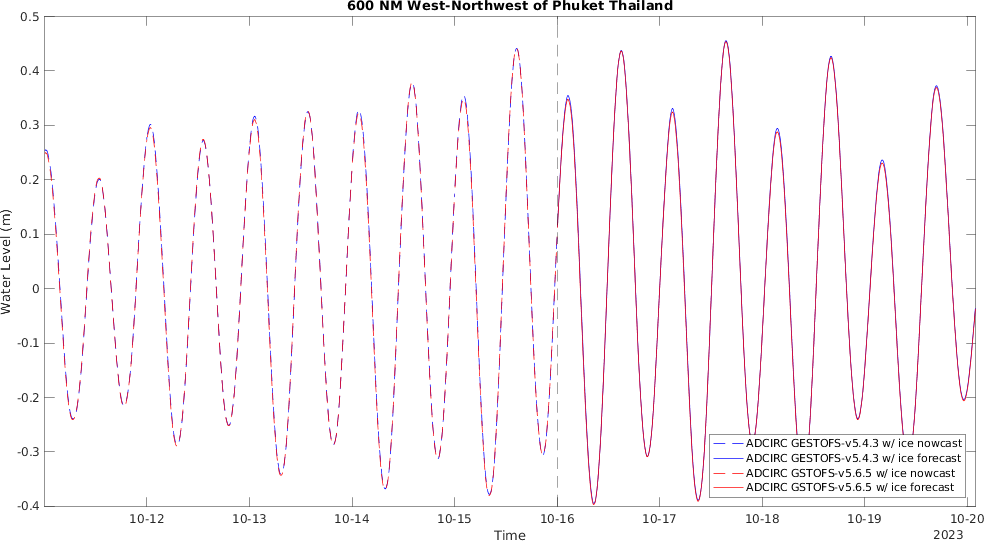 600 NM West-Northwest of Phuket Thailand
0.5
0.4
0.3
0.2
0.1
0
-0.1
-0.2
-0.3
-0.4
Water Level (m)
ADCIRC GESTOFS-v5.4.3 w/ ice nowcast
ADCIRC GESTOFS-v5.4.3 w/ ice forecast
ADCIRC GSTOFS-v5.6.5 w/ ice nowcast
ADCIRC GSTOFS-v5.6.5 w/ ice forecast
10-12 10-13 10-14 10-15 10-16 10-17 10-18 10-19 10-20
Time
2023